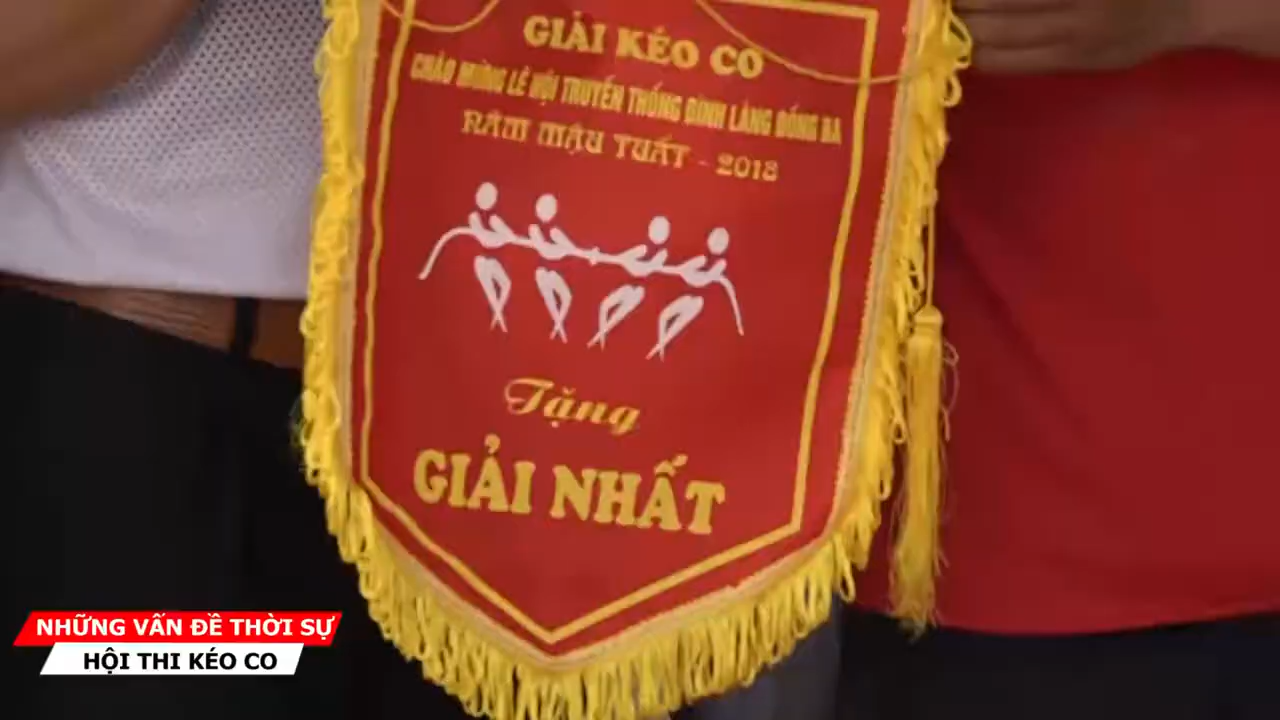 GIẢI KÉO CO
CHÀO MỪNG LỄ HỘI TRUYỀN THỐNG ĐÌNH LÀNG ĐỒNG BA
NĂM MẬU TUẤT - 2018
Tặng
GIẢI NHẤT
NHỮNG VẤN ĐỀ THỜI SỰ
HỘI THI KÉO CO